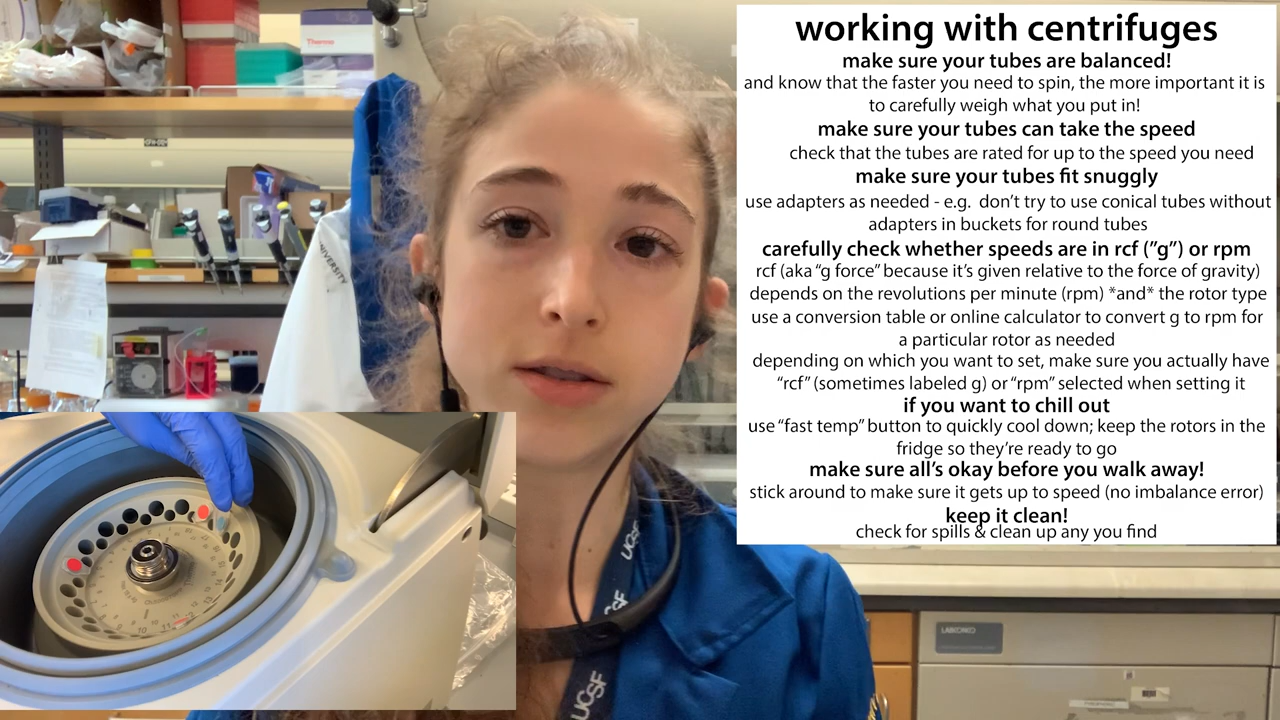 working with centrifuges
make sure your tubes are balanced!
and know that the faster you need to spin, the more important it is
to carefully weigh what you put in!
make sure your tubes can take the speed
check that the tubes are rated for up to the speed you need
make sure your tubes fit snuggly
use adapters as needed - e.g. don't try to use conical tubes without
adapters in buckets for round tubes
carefully check whether speeds are in rcf ("g") or rpm
rcf (aka "g force" because it's given relative to the force of gravity)
depends on the revolutions per minute (rpm) *and* the rotor type
use a conversion table or online calculator to convert g to rpm for
a particular rotor as needed
depending on which you want to set, make sure you actually have
"rcf" (sometimes labeled g) or "rpm" selected when setting it
if you want to chill out
use "fast temp" button to quickly cool down; keep the rotors in the
fridge so they're ready to go
make sure all's okay before you walk away!
stick around to make sure it gets up to speed (no imbalance error)
keep it clean!
check for spills & clean up any you find
Thermo
UCSF
UCSF
LABCONCO